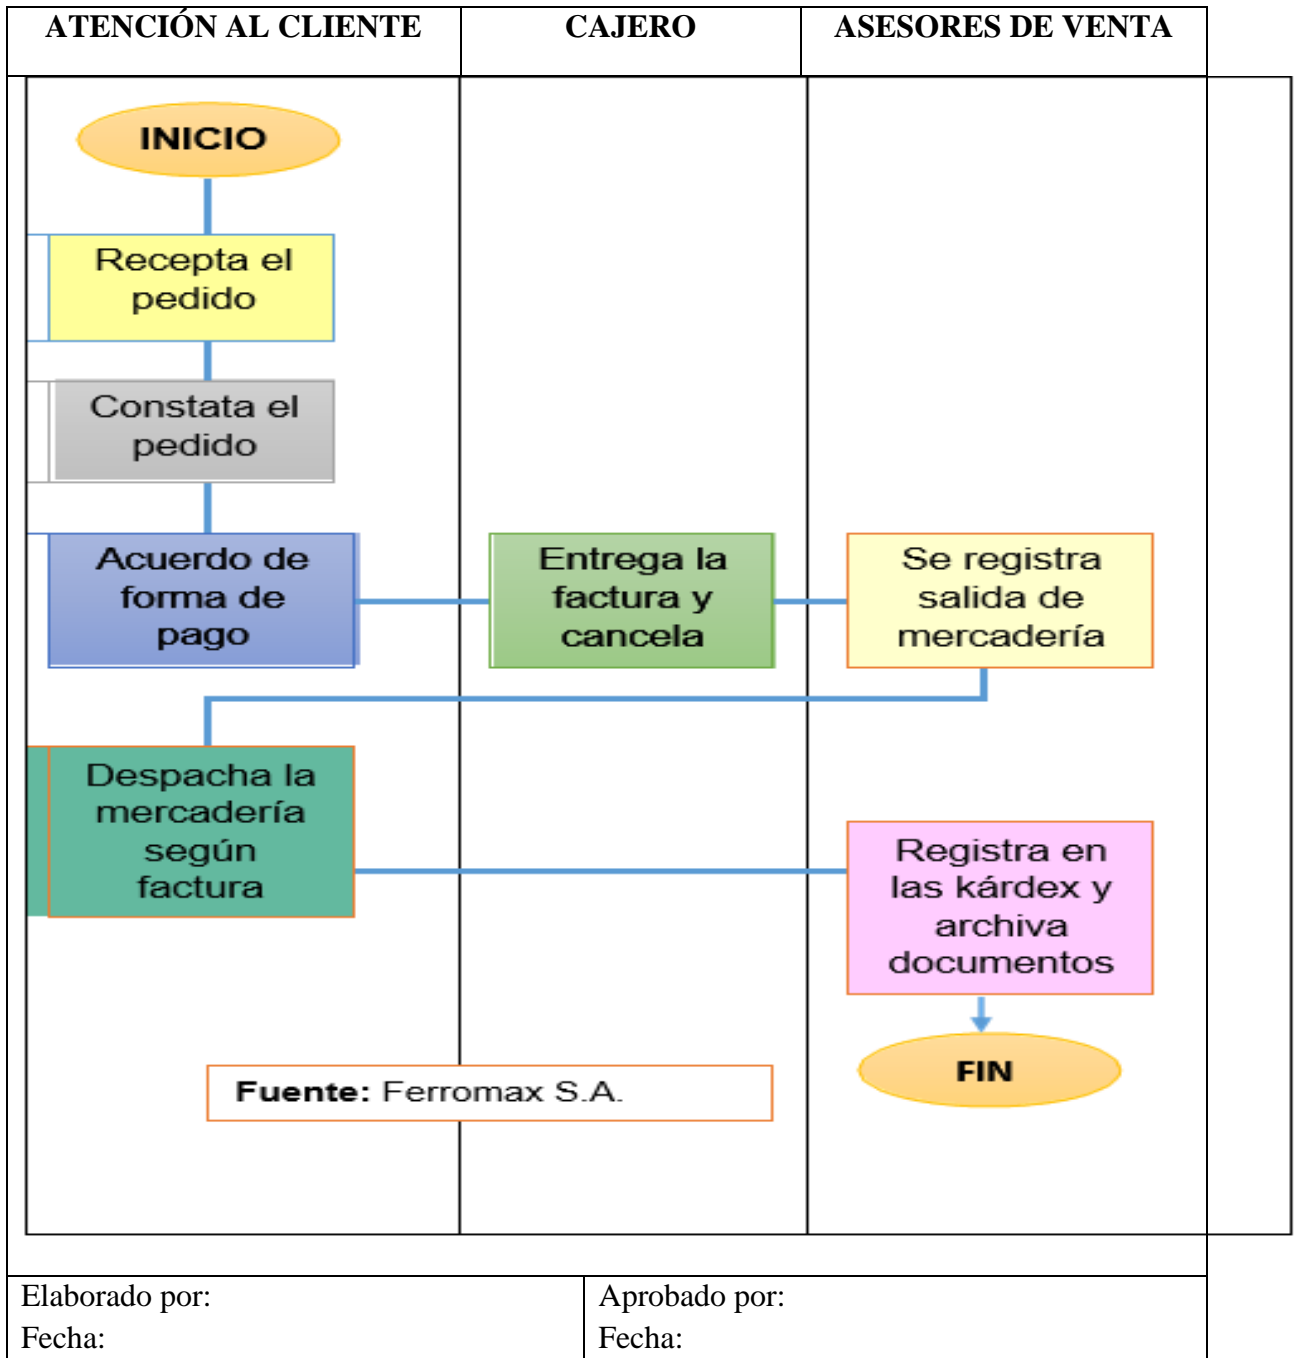 ATENCIÓN AL CLIENTE
CAJERO
ASESORES DE VENTA
INICIO
Recepta el
pedido
Constata el
pedido
Acuerdo de
forma de
pago
Entrega la
factura y
cancela
Se registra
salida de
mercadería
Despacha la
mercadería
según
factura
Registra en
las kárdex y
archiva
documentos
FIN
Fuente: Ferromax S.A.
Elaborado por:
Fecha:
Aprobado por:
Fecha: